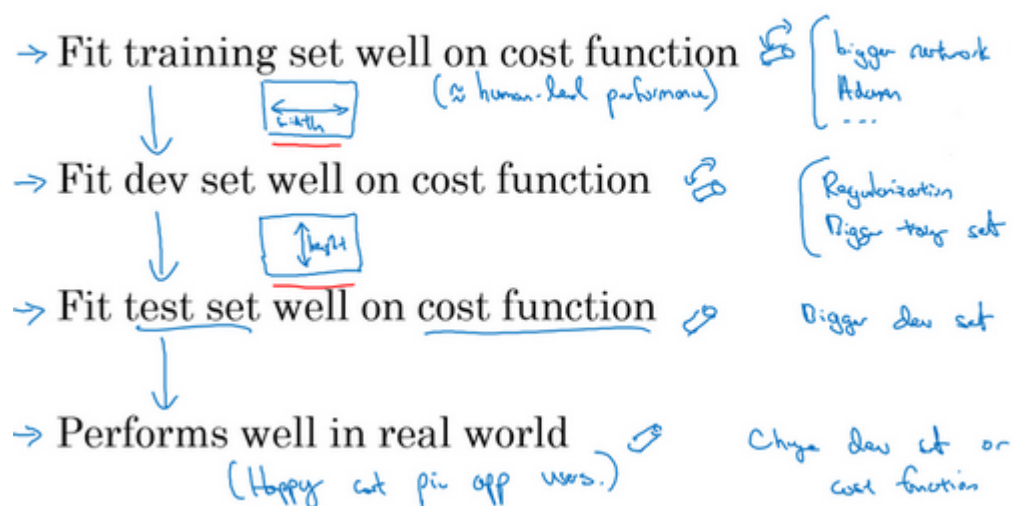 → Fit training set well on cost function
(≈ human-level performance)
bigger network
Adam
...
width
→ Fit dev set well on cost function
Regularization
Bigger training set
height
→ Fit test set well on cost function
Bigger dev set
→ Performs well in real world
(Happy cat pic app users.)
Change dev set or
cost function